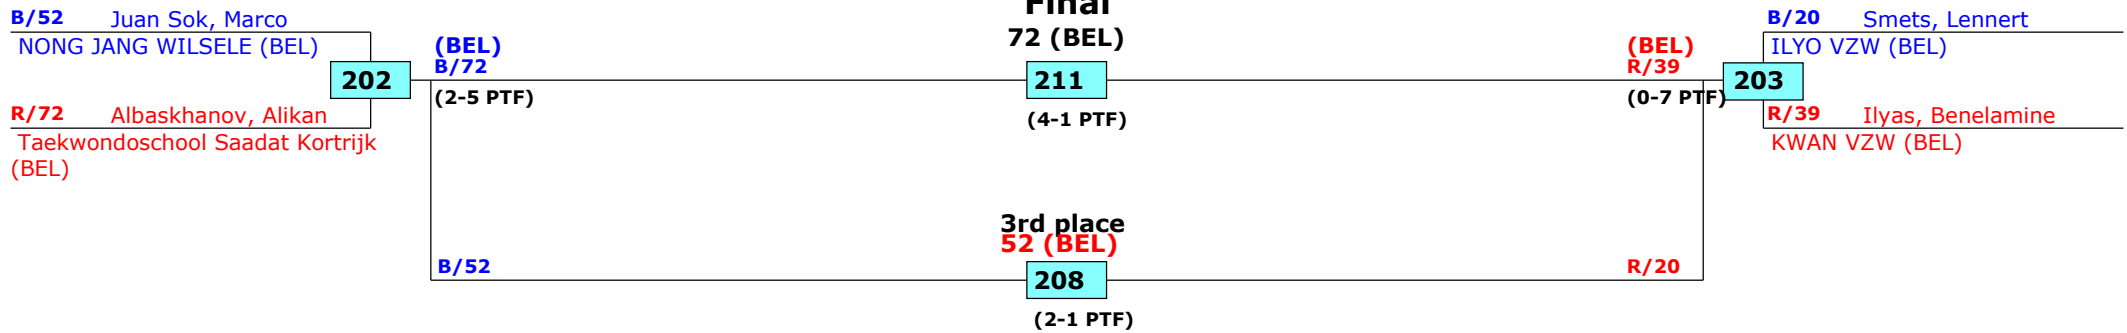 Final
72 (BEL)
B/52 Juan Sok, Marco
NONG JANG WILSELE (BEL)
202
R/72 Albaskhanov, Alikan
Taekwondoschool Saadat Kortrijk
(BEL)
(BEL)
B/72
(2-5 PTF)
211
(4-1 PTF)
(BEL)
R/39
(0-7 PTF)
203
B/20 Smets, Lennert
ILYO VZW (BEL)
R/39 Ilyas, Benelamine
KWAN VZW (BEL)
3rd place
52 (BEL)
B/52
208
R/20
(2-1 PTF)